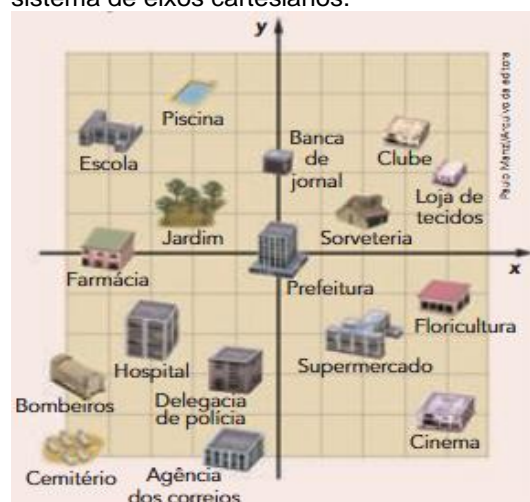 sistema de eixos cartesianos.
y
Piscina
Escola
Banca
de
jornal
Clube
Loja de
tecidos
Jardim
Sorveteria
x
Farmácia
Prefeitura
Floricultura
Hospital
Supermercado
Bombeiros
Delegacia
de polícia
Cinema
Cemitério
Agência
dos correios
Paulo Manzi/Arquivo da editora